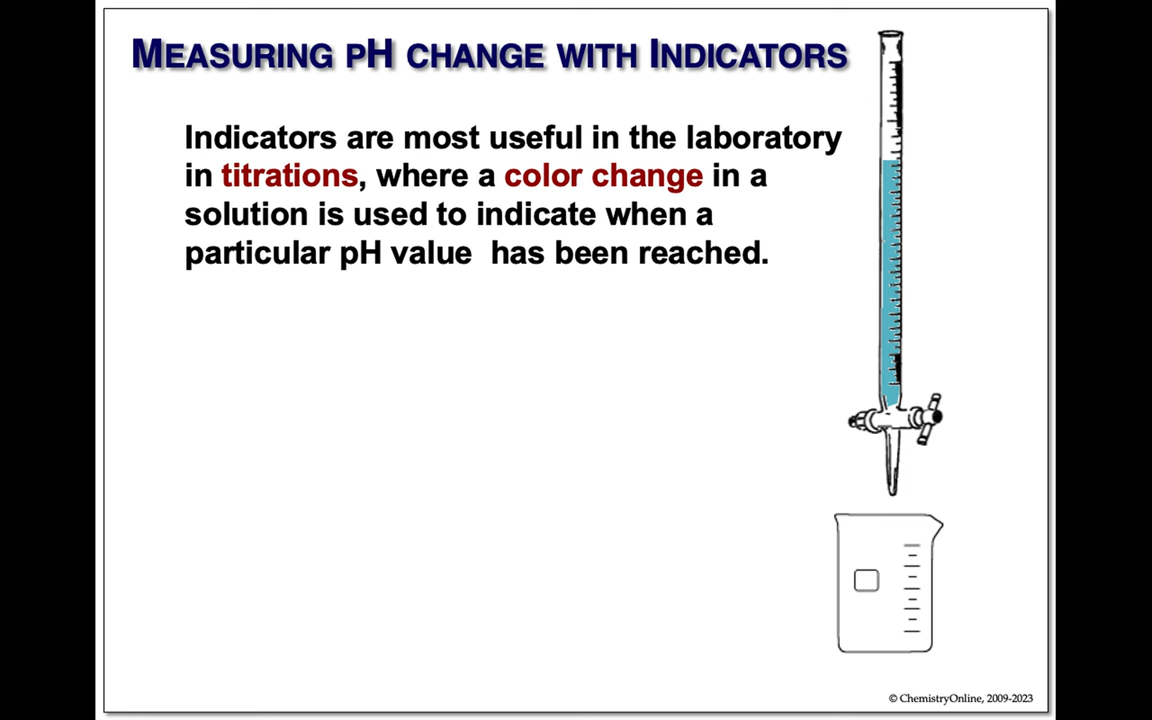 MEASURING PH CHANGE WITH INDICATORS
Indicators are most useful in the laboratory
in titrations, where a color change in a
solution is used to indicate when a
particular pH value  has been reached.
© ChemistryOnline, 2009-2023